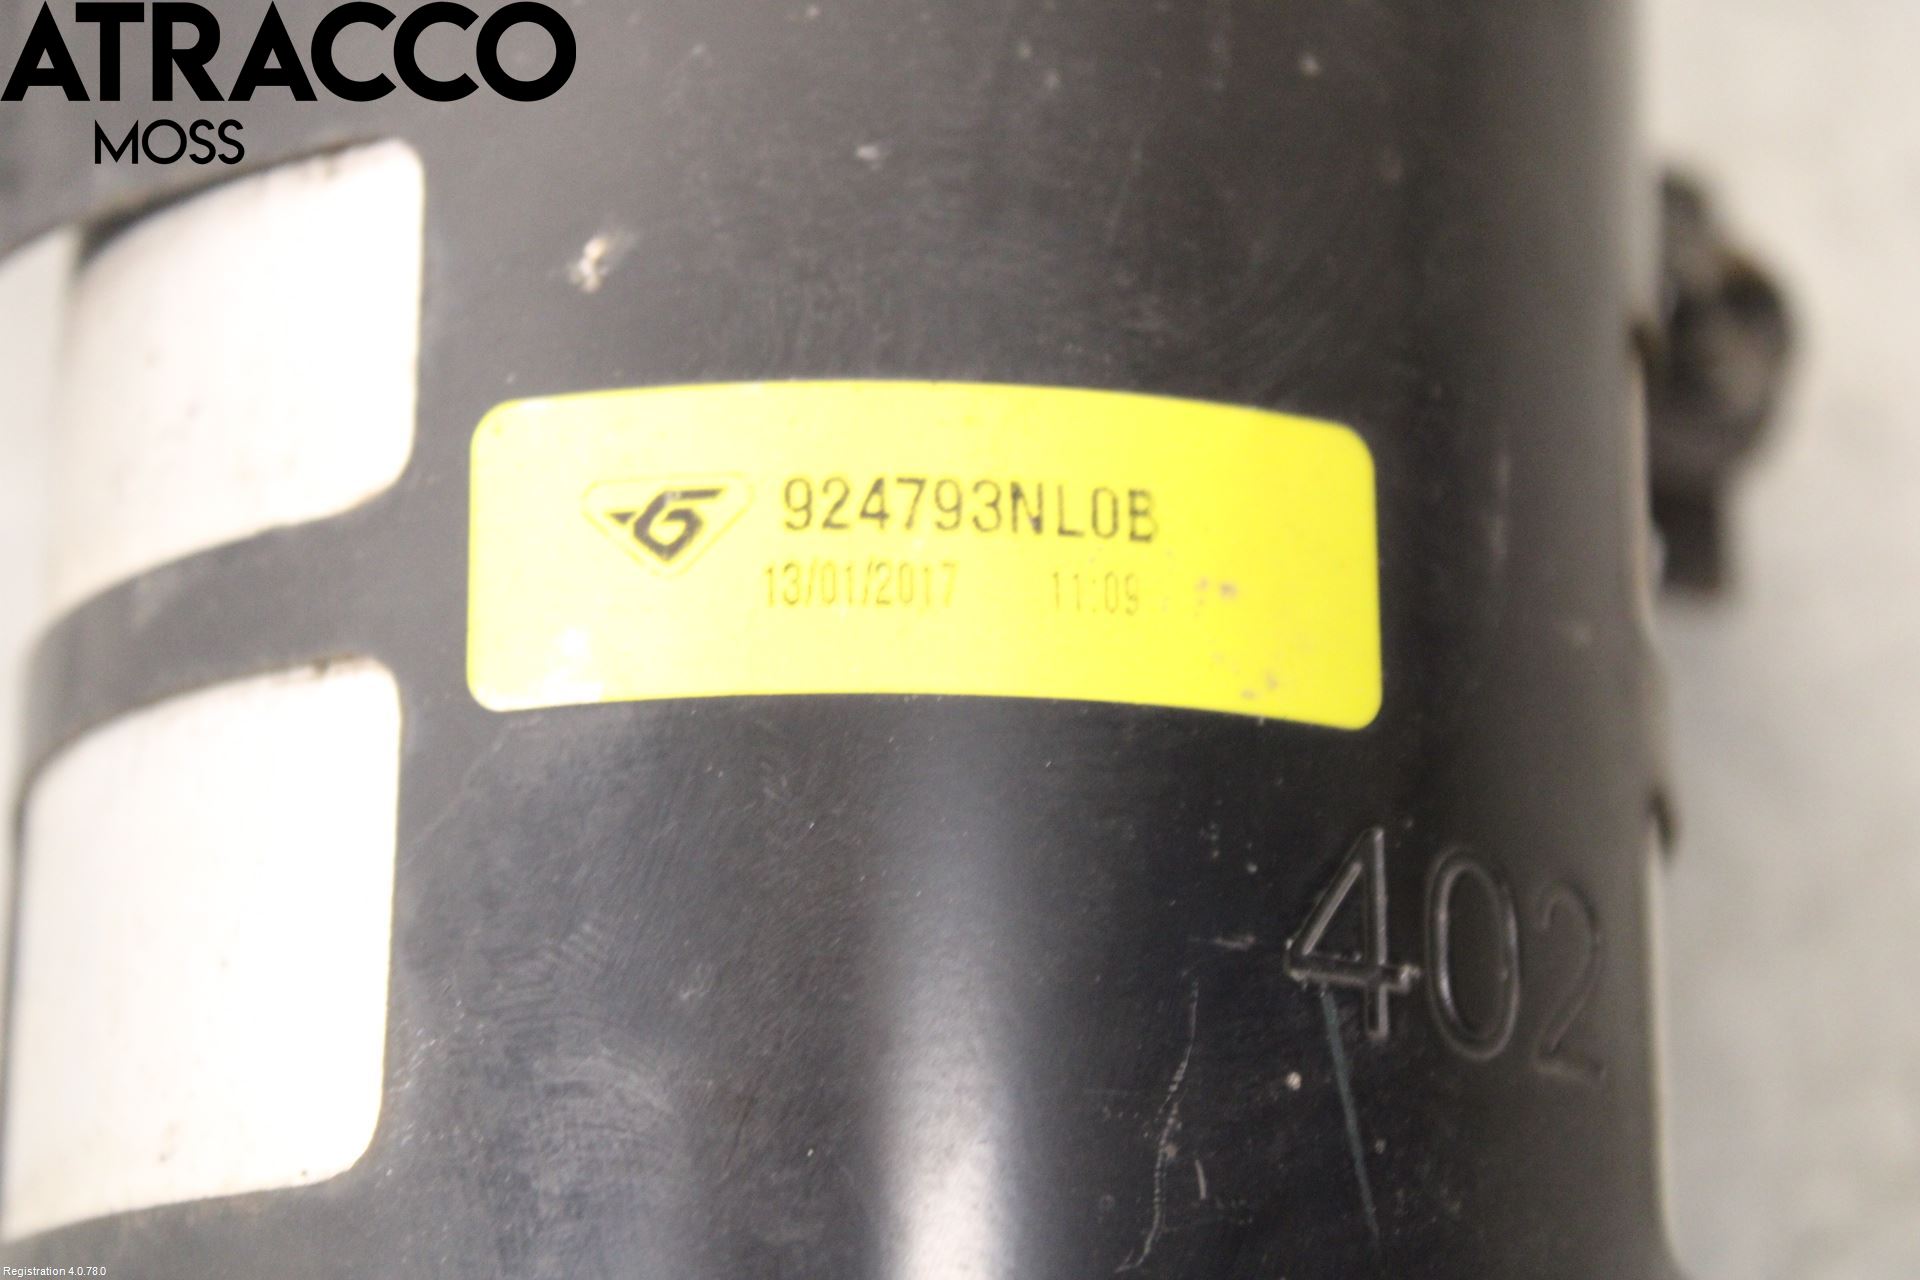 ATRACCO
MOSS
924793NL0B
13/01/2017 11:09
402
Registration 4.0.78.0